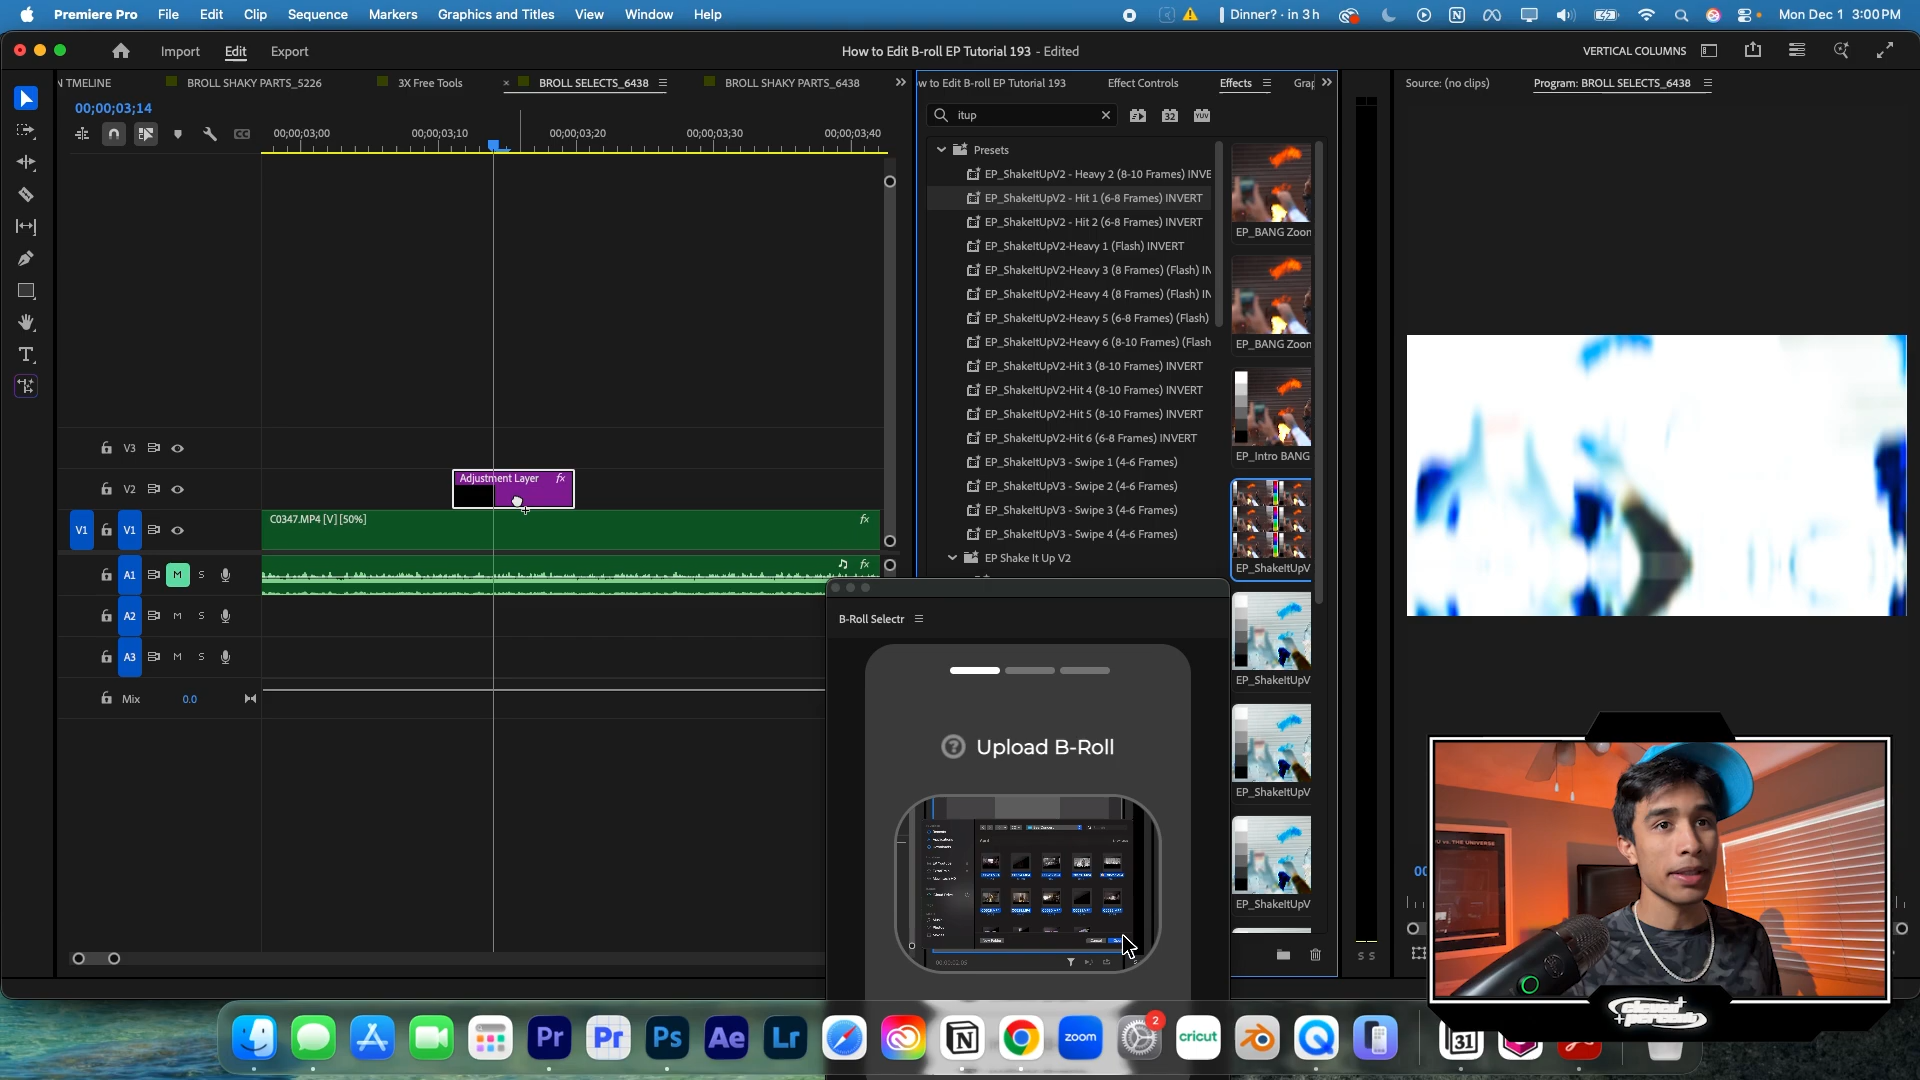 Premiere Pro File Edit Clip Sequence Markers Graphics and Titles View Window Help
Dinner? · in 3 h
Mon Dec 1 3:00 PM
Import Edit Export
How to Edit B-roll EP Tutorial 193 - Edited
VERTICAL COLUMNS
N TIMELINE
BROLL SHAKY PARTS_5226
3X Free Tools
× BROLL SELECTS_6438
BROLL SHAKY PARTS_6438
ow to Edit B-roll EP Tutorial 193
Effect Controls
Effects
Grap
Source: (no clips)
Program: BROLL SELECTS_6438
00;00;03;14
00;00;03;00
00;00;03;10
00;00;03;20
00;00;03;30
00;00;03;40
itup
32
YUV
Presets
EP_ShakeItUpV2 - Heavy 2 (8-10 Frames) INVE
EP_ShakeItUpV2 - Hit 1 (6-8 Frames) INVERT
EP_ShakeItUpV2 - Hit 2 (6-8 Frames) INVERT
EP_ShakeItUpV2-Heavy 1 (Flash) INVERT
EP_ShakeItUpV2-Heavy 3 (8 Frames) (Flash) IN
EP_ShakeItUpV2-Heavy 4 (8 Frames) (Flash) IN
EP_ShakeItUpV2-Heavy 5 (6-8 Frames) (Flash)
EP_ShakeItUpV2-Heavy 6 (8-10 Frames) (Flash
EP_ShakeItUpV2-Hit 3 (8-10 Frames) INVERT
EP_ShakeItUpV2-Hit 4 (8-10 Frames) INVERT
EP_ShakeItUpV2-Hit 5 (8-10 Frames) INVERT
EP_ShakeItUpV2-Hit 6 (6-8 Frames) INVERT
EP_ShakeItUpV3 - Swipe 1 (4-6 Frames)
EP_ShakeItUpV3 - Swipe 2 (4-6 Frames)
EP_ShakeItUpV3 - Swipe 3 (4-6 Frames)
EP_ShakeItUpV3 - Swipe 4 (4-6 Frames)
EP Shake It Up V2
EP_BANG Zoon
EP_BANG Zoon
EP_Intro BANG
EP_ShakeItUpV
EP_ShakeItUpV
EP_ShakeItUpV
EP_ShakeItUpV
V3
V2
Adjustment Layer fx
V1 V1
C0347.MP4 [V] [50%] fx
A1 M S
fx
A2 M S
A3 M S
Mix 0.0
B-Roll Selectr
Upload B-Roll
S S
00
U vs. THE UNIVERSE
Pr Pr Ps Ae Lr
zoom
2
cricut
31